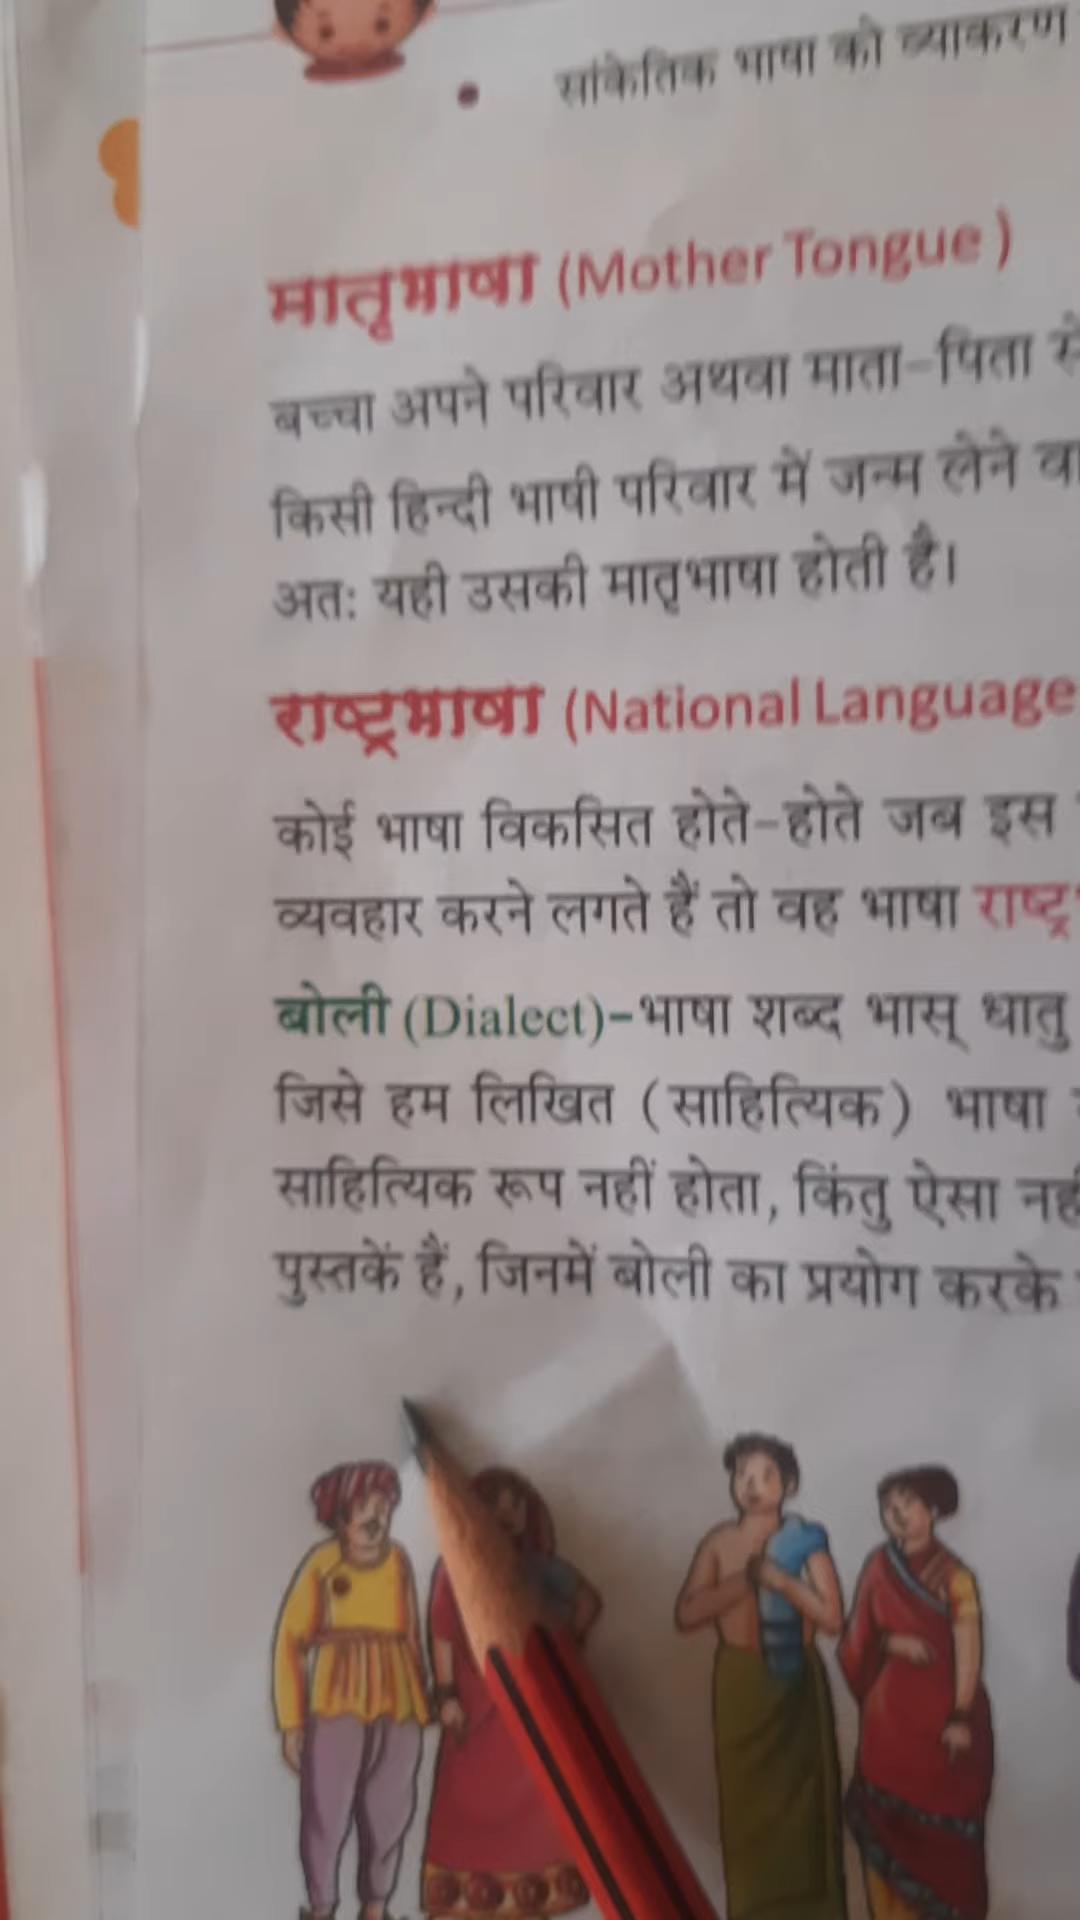 सांकेतिक भाषा को व्याकरण
मातृभाषा (Mother Tongue)
बच्चा अपने परिवार अथवा माता-पिता से
किसी हिन्दी भाषी परिवार में जन्म लेने
अतः यही उसकी मातृभाषा होती है।
राष्ट्रभाषा (National Language
कोई भाषा विकसित होते-होते जब इस
व्यवहार करने लगते हैं तो वह भाषा राष्ट्र
बोली (Dialect)-भाषा शब्द भास् धातु
जिसे हम लिखित (साहित्यिक) भाषा
साहित्यिक रूप नहीं होता, किंतु ऐसा नहीं
पुस्तकें हैं, जिनमें बोली का प्रयोग करके